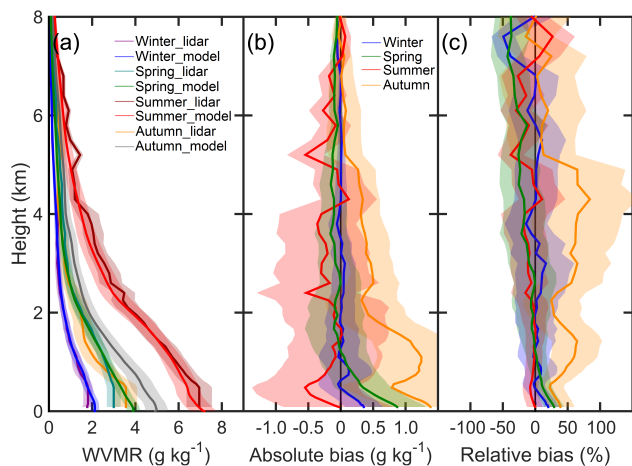 (a)
Winter_lidar
Winter_model
Spring_lidar
Spring_model
Summer_lidar
Summer_model
Autumn_lidar
Autumn_model
(b)
Winter
Spring
Summer
Autumn
(c)
8
6
4
2
0
Height (km)
0 2 4 6 8
-1.0 -0.5 0 0.5 1.0
-100 -50 0 50 100
WVMR (g kg⁻¹)
Absolute bias (g kg⁻¹)
Relative bias (%)